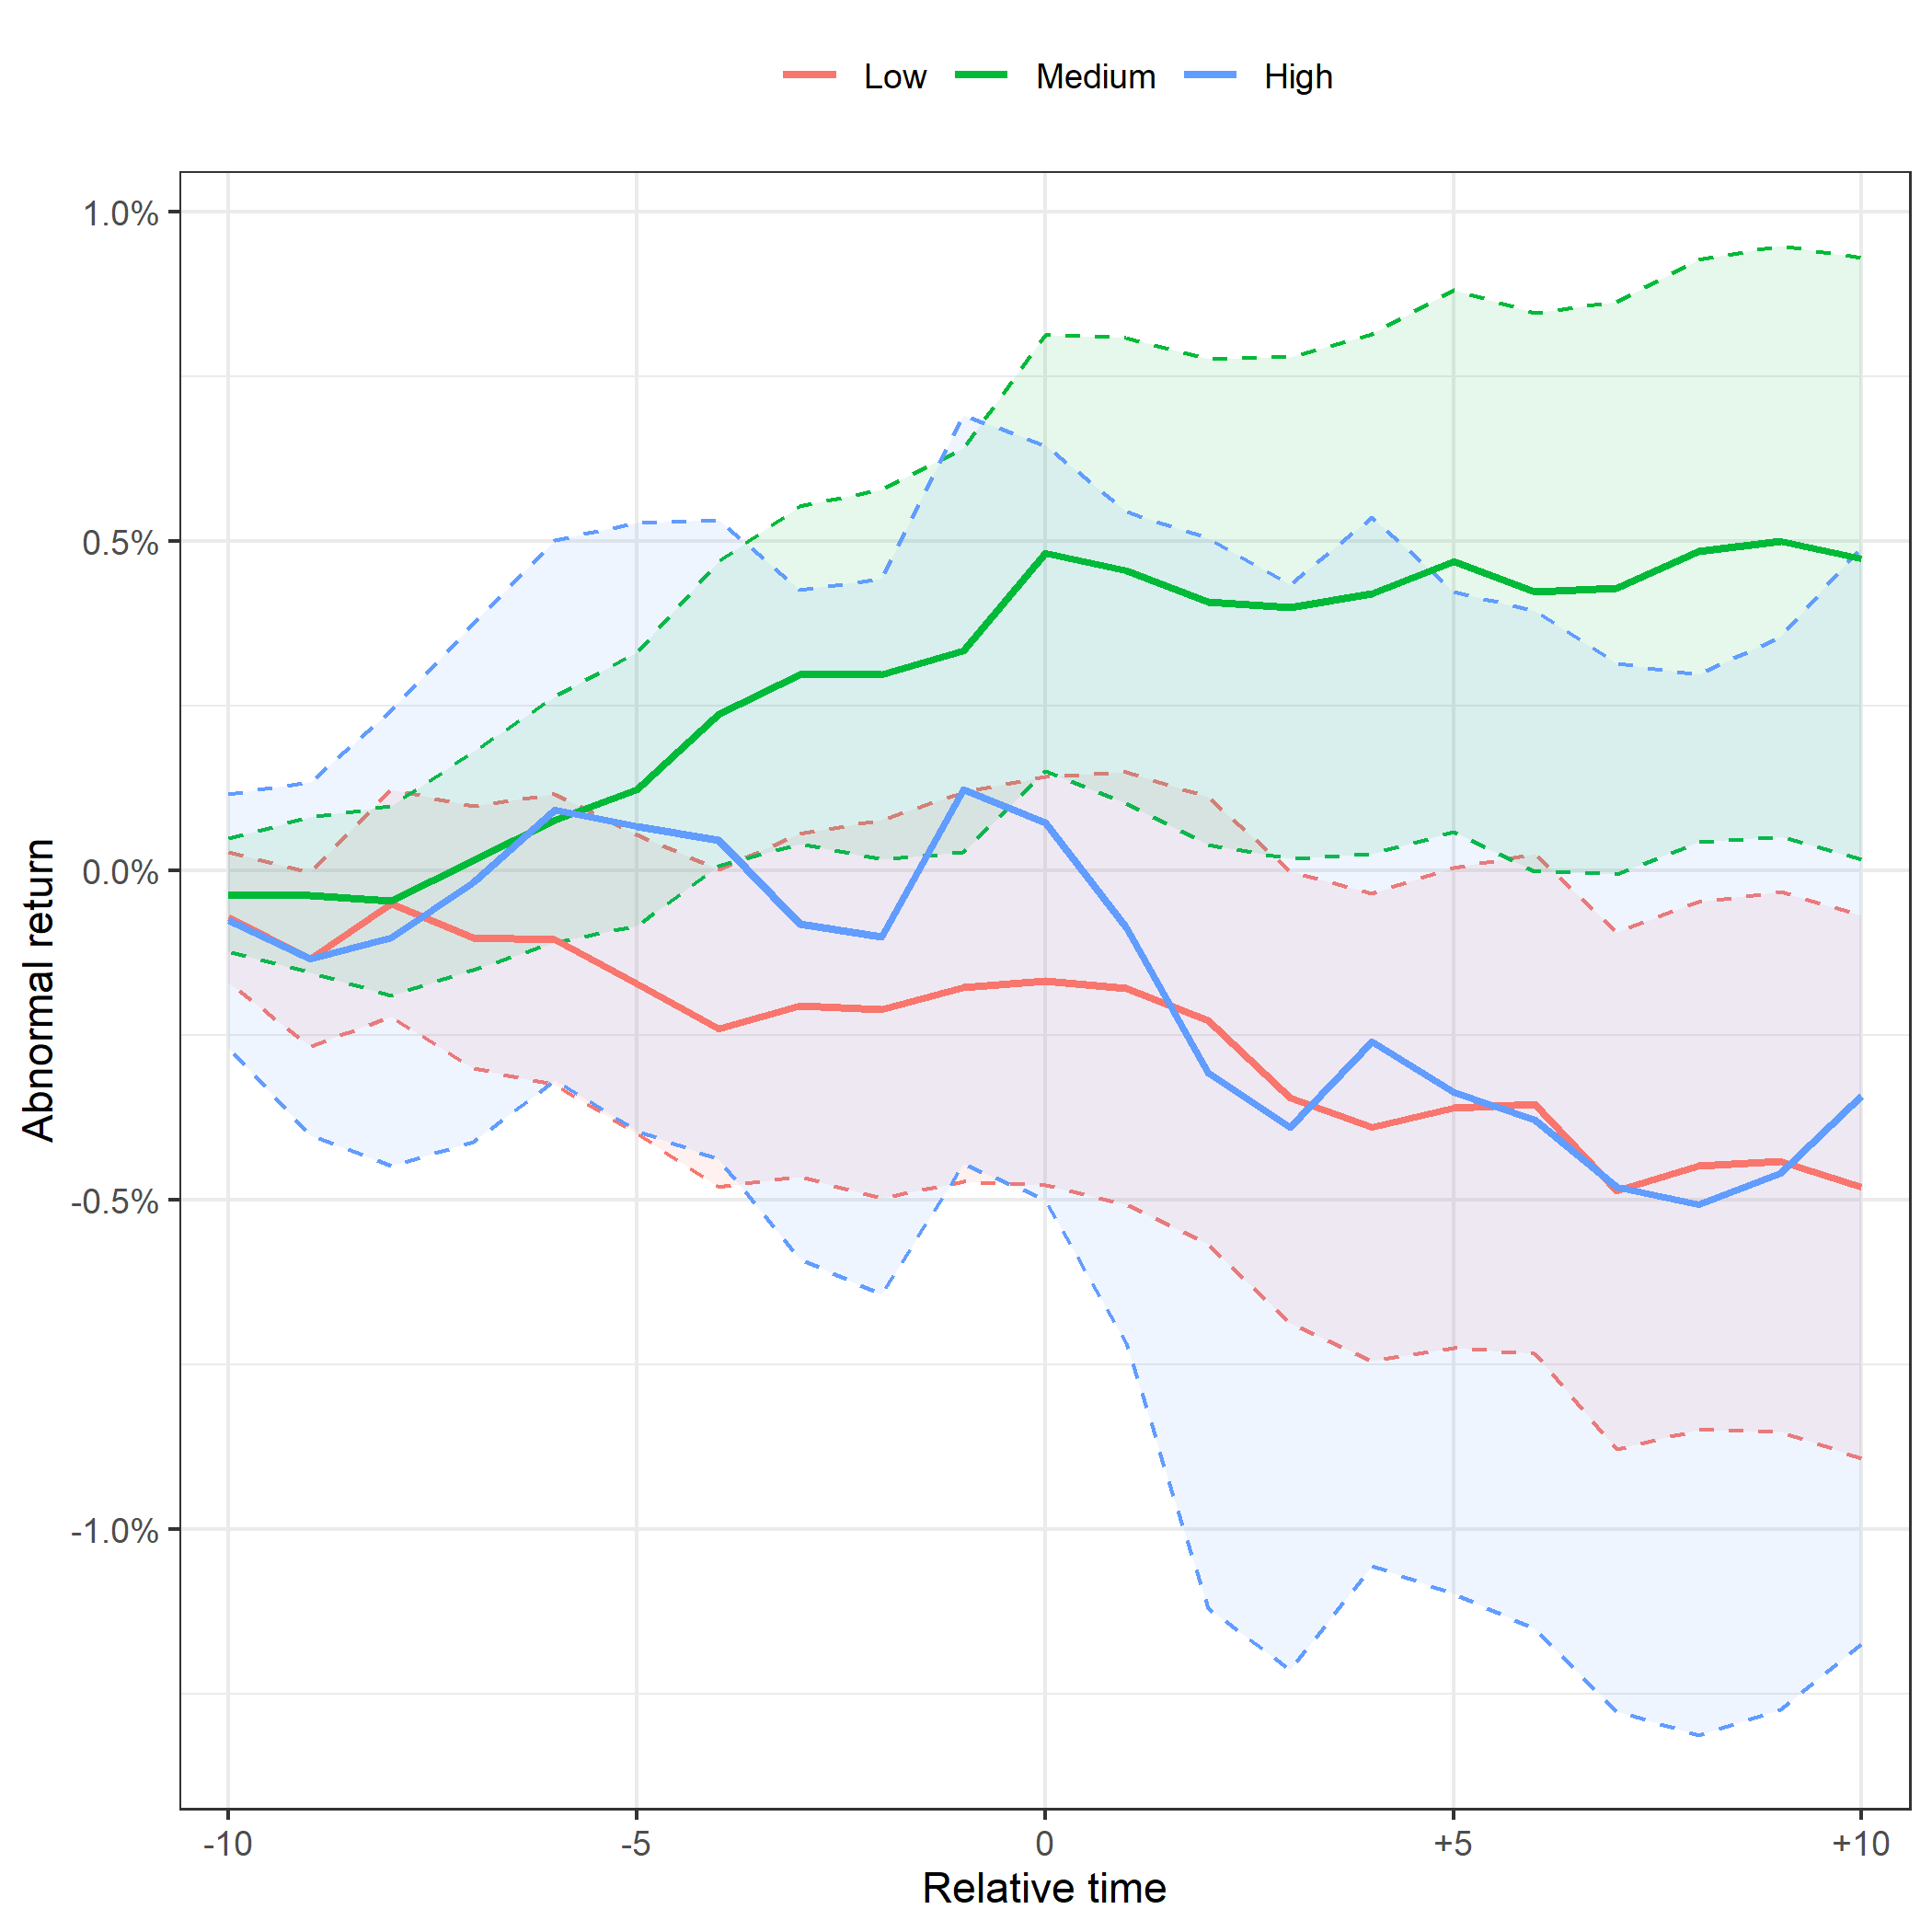 Low Medium High
1.0%
0.5%
0.0%
-0.5%
-1.0%
Abnormal return
-10 -5 0 +5 +10
Relative time